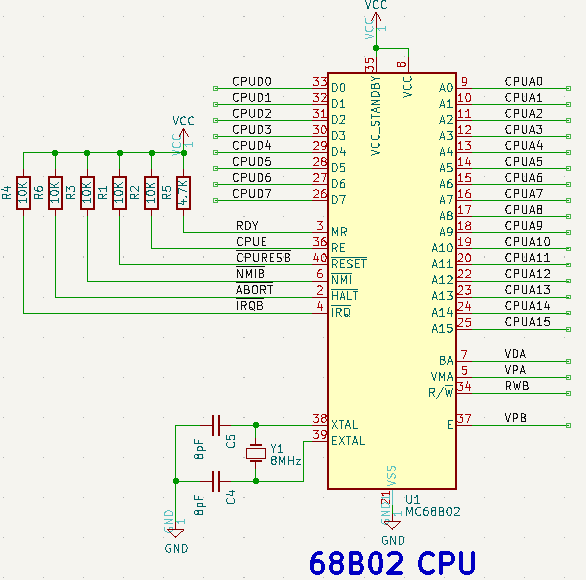 VCC
VCC
1
35
8
CPUD0 33 D0 VCC_STANDBY VCC A0 9 CPUA0
CPUD1 32 D1 A1 10 CPUA1
CPUD2 31 D2 A2 11 CPUA2
CPUD3 30 D3 A3 12 CPUA3
VCC
VCC
1
CPUD4 29 D4 A4 13 CPUA4
CPUD5 28 D5 A5 14 CPUA5
CPUD6 27 D6 A6 15 CPUA6
CPUD7 26 D7 A7 16 CPUA7
R4 10K R6 10K R3 10K R1 10K R2 10K R5 4.7K
A8 17 CPUA8
RDY 3 MR A9 18 CPUA9
CPUE 36 RE A10 19 CPUA10
CPURESB 40 RESET A11 20 CPUA11
NMIB 6 NMI A12 22 CPUA12
ABORT 2 HALT A13 23 CPUA13
IRQB 4 IRQ A14 24 CPUA14
A15 25 CPUA15
BA 7 VDA
VMA 5 VPA
R/W 34 RWB
38 XTAL E 37 VPB
39 EXTAL
8pF C5
Y1
8MHz
8pF C4
VSS
21
U1
MC68B02
GND
1
GND
GND
1
GND
68B02 CPU